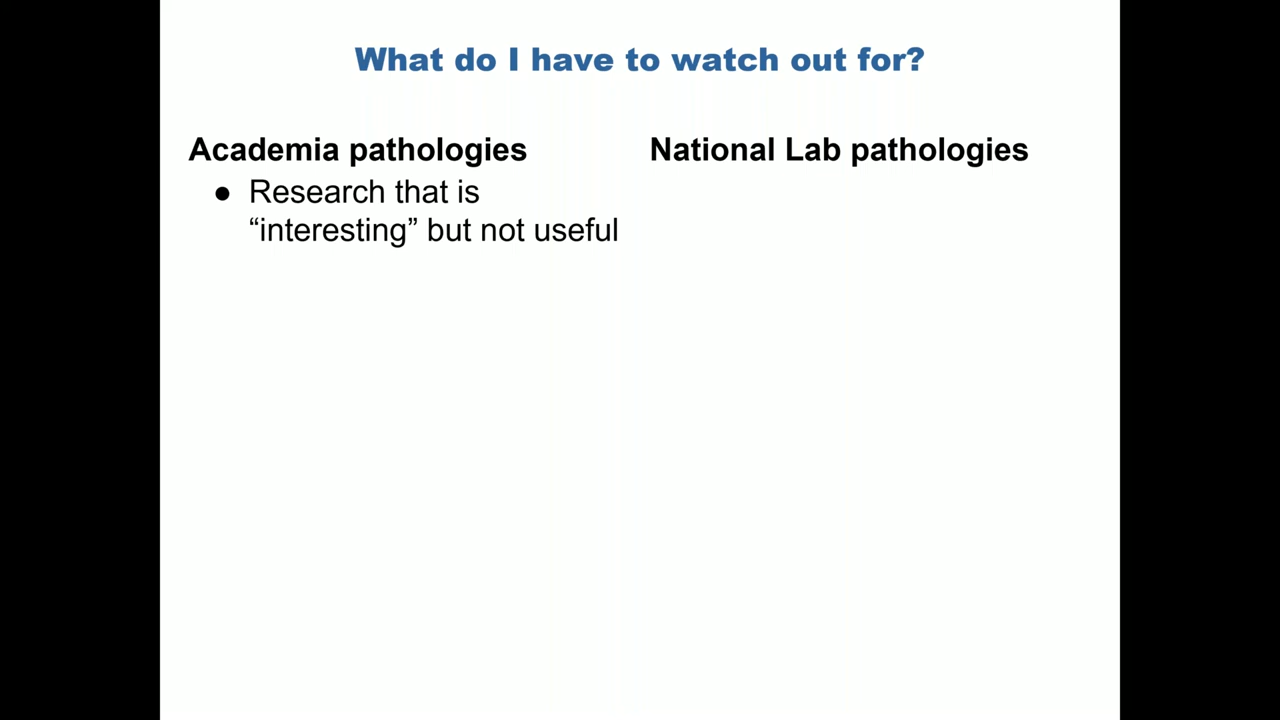 What do I have to watch out for?
Academia pathologies
● Research that is
“interesting” but not useful
National Lab pathologies